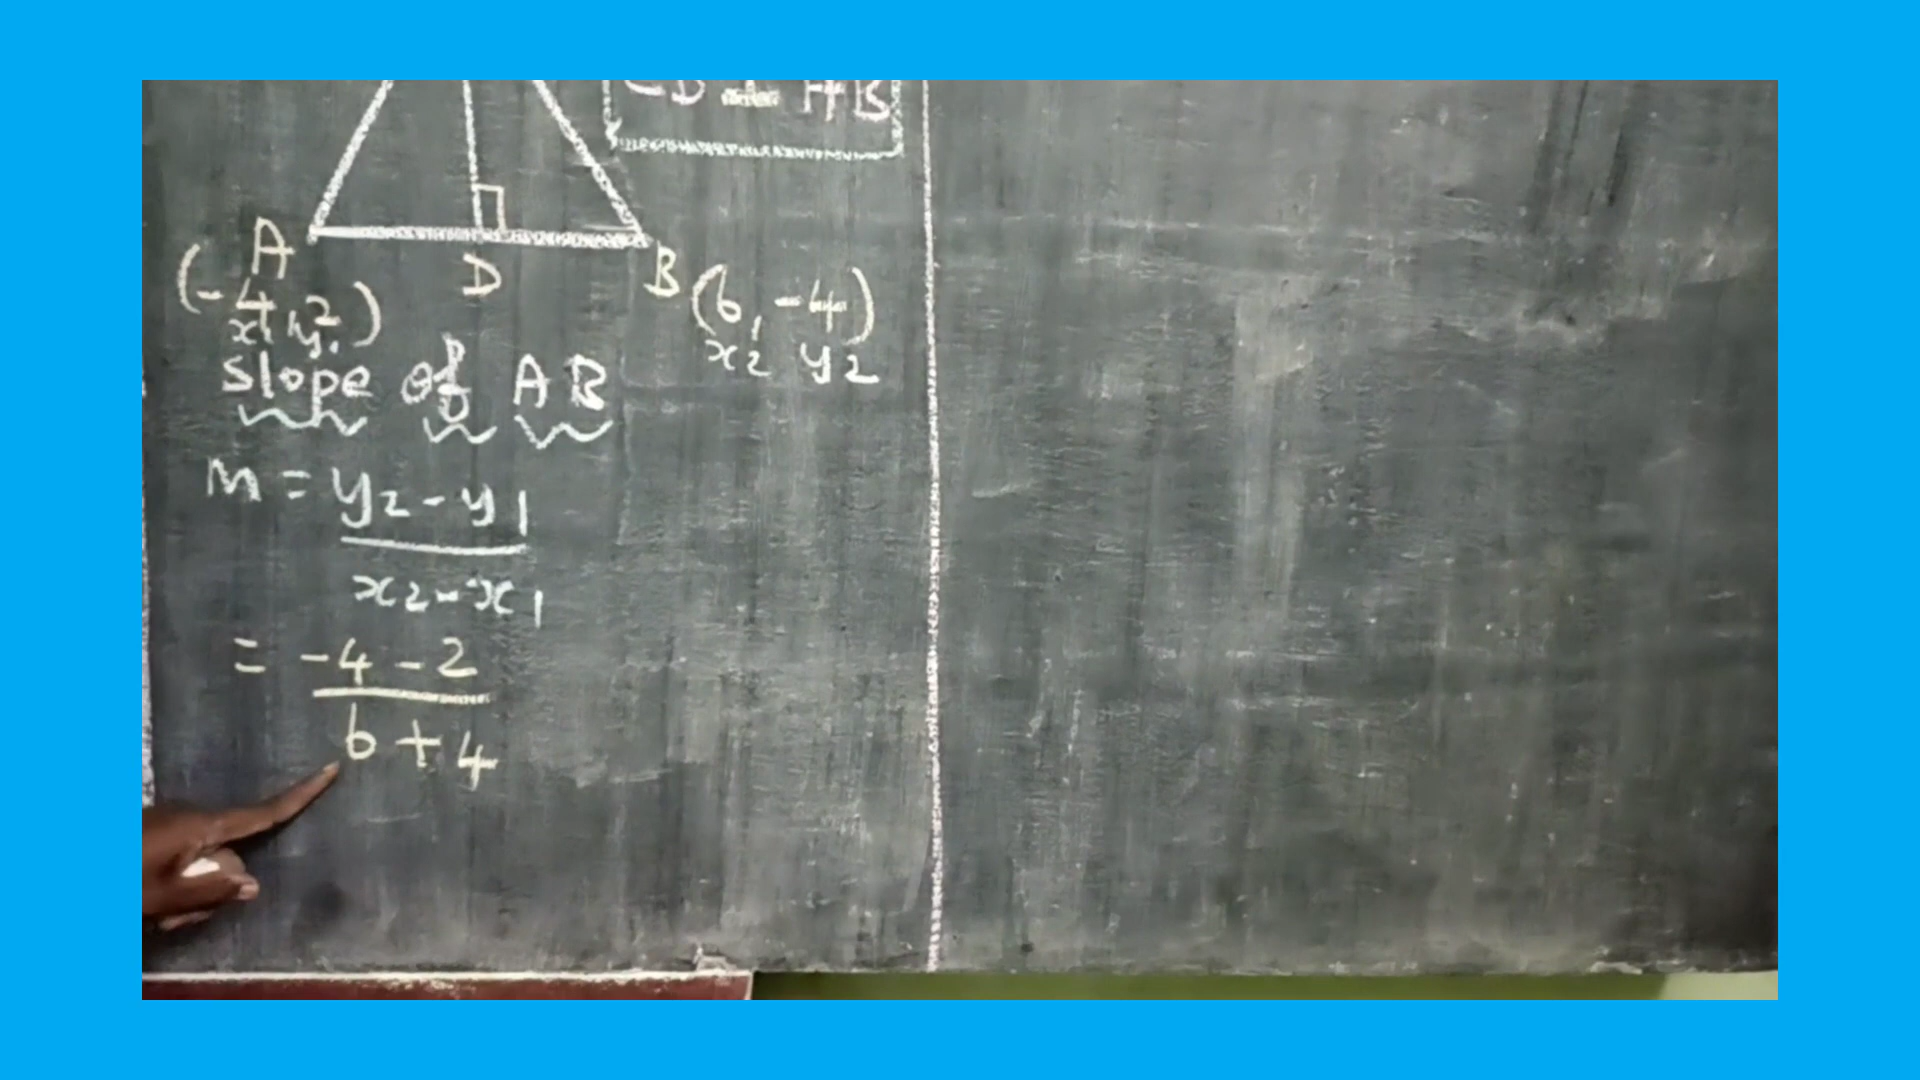 ⊥ AB
A
D
B
(-4, 2)
(6, -4)
x₁ y₁
x₂ y₂
slope of AB
m = y₂ - y₁
x₂ - x₁
= -4 - 2
6 + 4